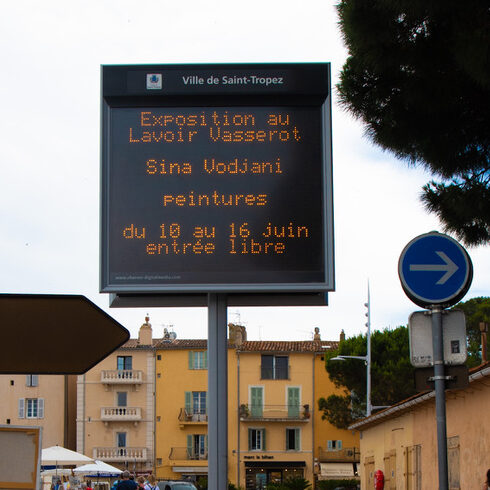 Ville de Saint-Tropez
Exposition au
Lavoir Vasserot
Sina Vodjani
peintures
du 10 au 16 juin
entrée libre